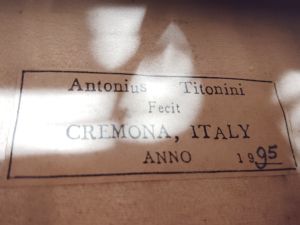 Antonius Titonini
Fecit
CREMONA, ITALY
ANNO 1995